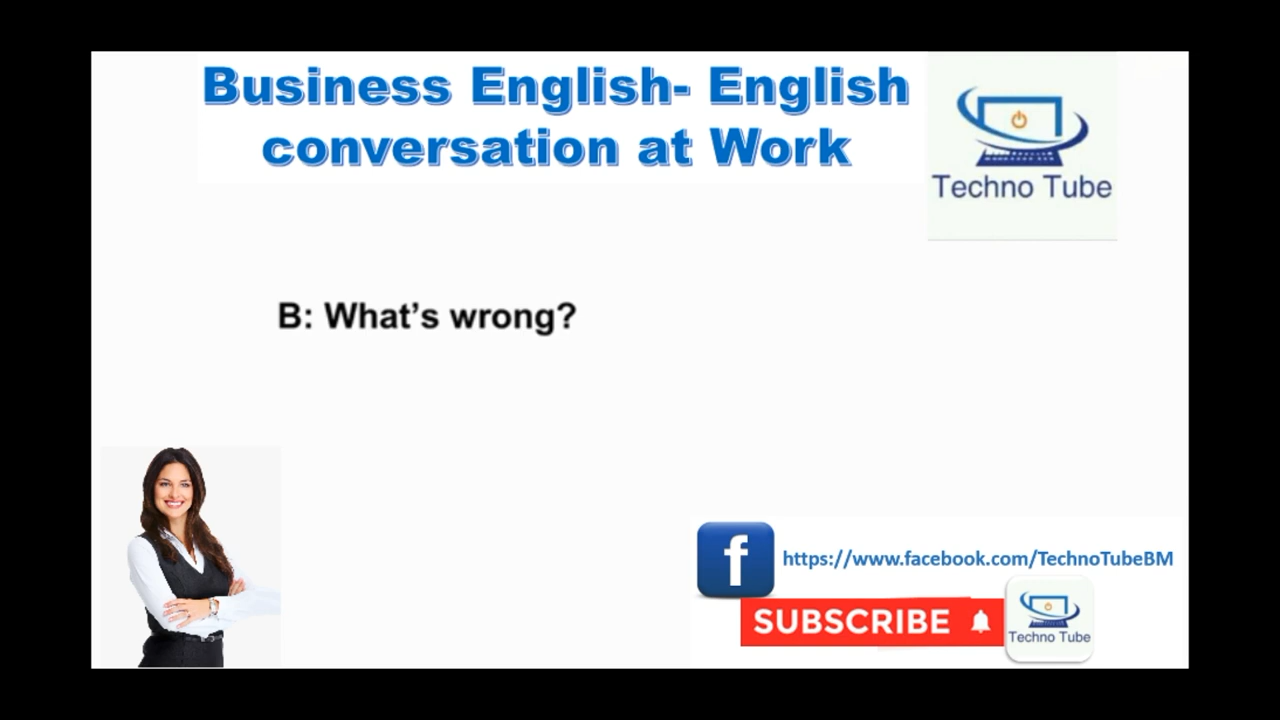 Business English- English
conversation at Work
Techno Tube
B: What’s wrong?
f
https://www.facebook.com/TechnoTubeBM
SUBSCRIBE
Techno Tube